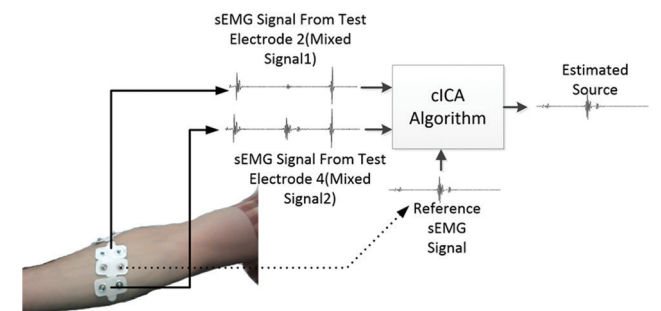 sEMG Signal From Test
Electrode 2(Mixed
Signal1)
sEMG Signal From Test
Electrode 4(Mixed
Signal2)
cICA
Algorithm
Estimated
Source
Reference
sEMG
Signal